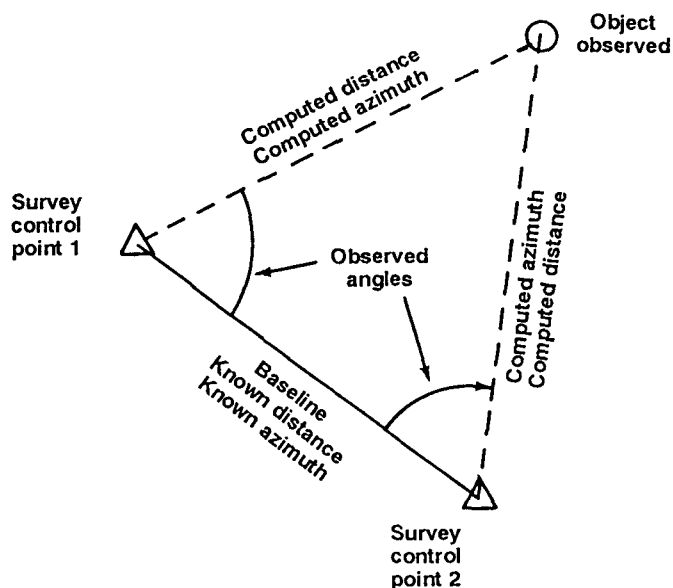 Object
observed
Computed distance
Computed azimuth
Survey
control
point 1
Observed
angles
Computed azimuth
Computed distance
Baseline
Known distance
Known azimuth
Survey
control
point 2